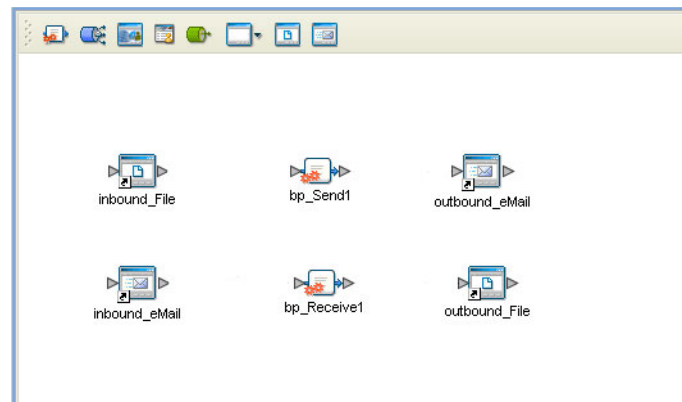 inbound_File
bp_Send1
outbound_eMail
inbound_eMail
bp_Receive1
outbound_File